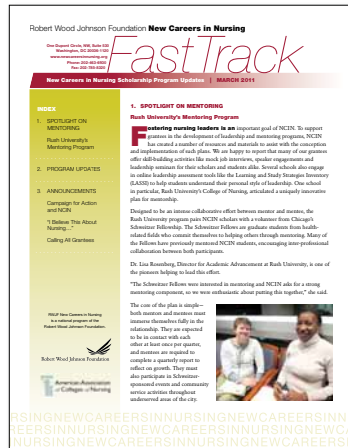 Robert Wood Johnson Foundation New Careers in Nursing
One Dupont Circle, NW, Suite 530
Washington, DC 20036-1120
www.newcareersinnursing.org
FastTrack
New Careers in Nursing Scholarship Program Updates | MARCH 2011
INDEX
1. SPOTLIGHT ON
MENTORING
Rush University's
Mentoring Program
2. PROGRAM UPDATES
3. ANNOUNCEMENTS
Campaign for Action
and NCIN
"I Believe This About
Nursing…"
Calling All Grantees
RWJF New Careers in Nursing
is a national program of the
Robert Wood Johnson Foundation.
Robert Wood Johnson Foundation
American Association
of Colleges of Nursing
1. SPOTLIGHT ON MENTORING
Rush University's Mentoring Program
Fostering nursing leaders is an important goal of NCIN. To support
grantees in the development of leadership and mentoring programs, NCIN
has created a number of resources and materials to assist with the conception
and implementation of such plans. We are happy to report that many of our grantees
offer skill-building activities like mock job interviews, speaker engagements and
leadership seminars for their scholars and students alike. Several schools also engage
in online leadership assessment tools like the Learning and Study Strategies Inventory
(LASSI) to help students understand their personal style of leadership. One school
in particular, Rush University's College of Nursing, articulated a uniquely innovative
plan for mentorship.
Designed to be an intense collaborative effort between mentor and mentee, the
Rush University program pairs NCIN scholars with a volunteer from Chicago's
Schweitzer Fellowship. The Schweitzer Fellows are graduate students from health-
related fields who commit themselves to helping others through mentoring. Many of
the Fellows have previously mentored NCIN students, encouraging inter-professional
collaboration between both participants.
Dr. Lisa Rosenberg, Director for Academic Advancement at Rush University, is one of
the pioneers helping to lead this effort.
"The Schweitzer Fellows were interested in mentoring and NCIN asks for a strong
mentoring component, so we were enthusiastic about putting this together," she said.
The cost of the plan is simple—
both mentors and mentees must
immerse themselves fully in the
relationship. They are expected
to be in contact with each
other at least once per quarter,
and mentees are required to
complete a quarterly report to
reflect on growth. They must
also participate in Schweitzer-
sponsored events and community
service activities throughout
underserved areas of the city.
RSINGNEWCAREERSINNURSINGNEWCAREERSINN
REERSINNURSINGNEWCAREERSINNURSINGNEWC
NURSINGNEWCAREERSINNURSINGNEWCAREERS